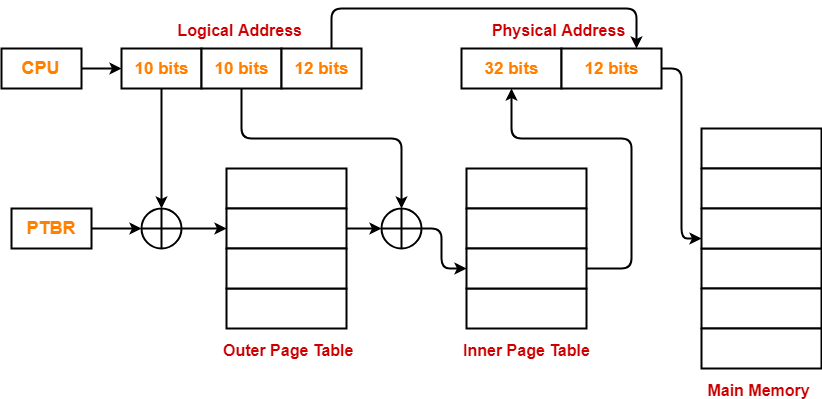 Logical Address
Physical Address
CPU
10 bits
10 bits
12 bits
32 bits
12 bits
PTBR
Outer Page Table
Inner Page Table
Main Memory